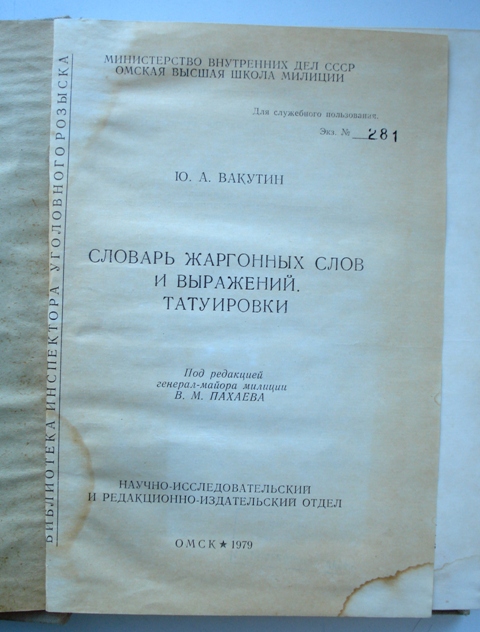 МИНИСТЕРСТВО ВНУТРЕННИХ ДЕЛ СССР
ОМСКАЯ ВЫСШАЯ ШКОЛА МИЛИЦИИ
Для служебного пользования.
Экз. № 281
Ю. А. ВАКУТИН
СЛОВАРЬ ЖАРГОННЫХ СЛОВ
И ВЫРАЖЕНИЙ.
ТАТУИРОВКИ
Под редакцией
генерал-майора милиции
В. М. ПАХАЕВА
НАУЧНО-ИССЛЕДОВАТЕЛЬСКИЙ
И РЕДАКЦИОННО-ИЗДАТЕЛЬСКИЙ ОТДЕЛ
ОМСК ★ 1979
БИБЛИОТЕКА ИНСПЕКТОРА УГОЛОВНОГО РОЗЫСКА